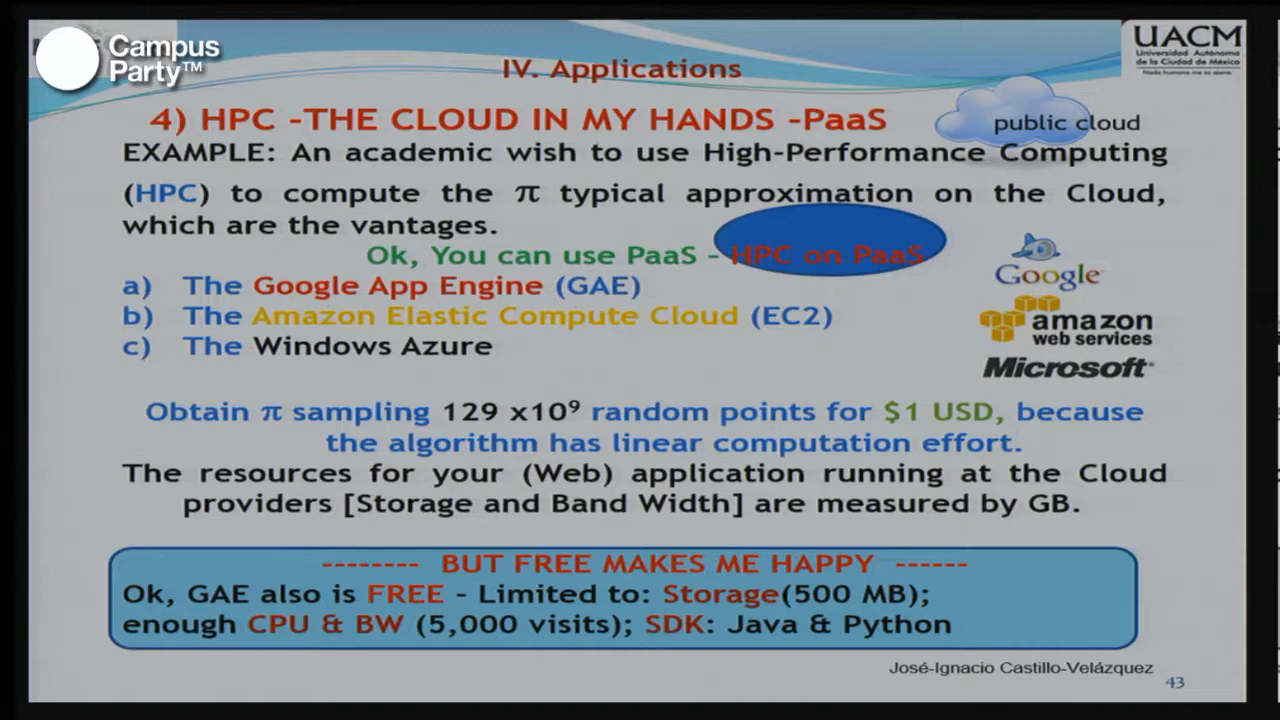 Campus
Party™
UACM
Universidad Autónoma
de la Ciudad de México
Nada humano me es ajeno
IV. Applications
4) HPC -THE CLOUD IN MY HANDS -PaaS
public cloud
EXAMPLE: An academic wish to use High-Performance Computing
(HPC) to compute the π typical approximation on the Cloud,
which are the vantages.
Ok, You can use PaaS - HPC on PaaS
a) The Google App Engine (GAE)
b) The Amazon Elastic Compute Cloud (EC2)
c) The Windows Azure
Google
amazon
web services
Microsoft
Obtain π sampling 129 x10⁹ random points for $1 USD, because
the algorithm has linear computation effort.
The resources for your (Web) application running at the Cloud
providers [Storage and Band Width] are measured by GB.
-------- BUT FREE MAKES ME HAPPY ------
Ok, GAE also is FREE - Limited to: Storage(500 MB);
enough CPU & BW (5,000 visits); SDK: Java & Python
José-Ignacio Castillo-Velázquez
43